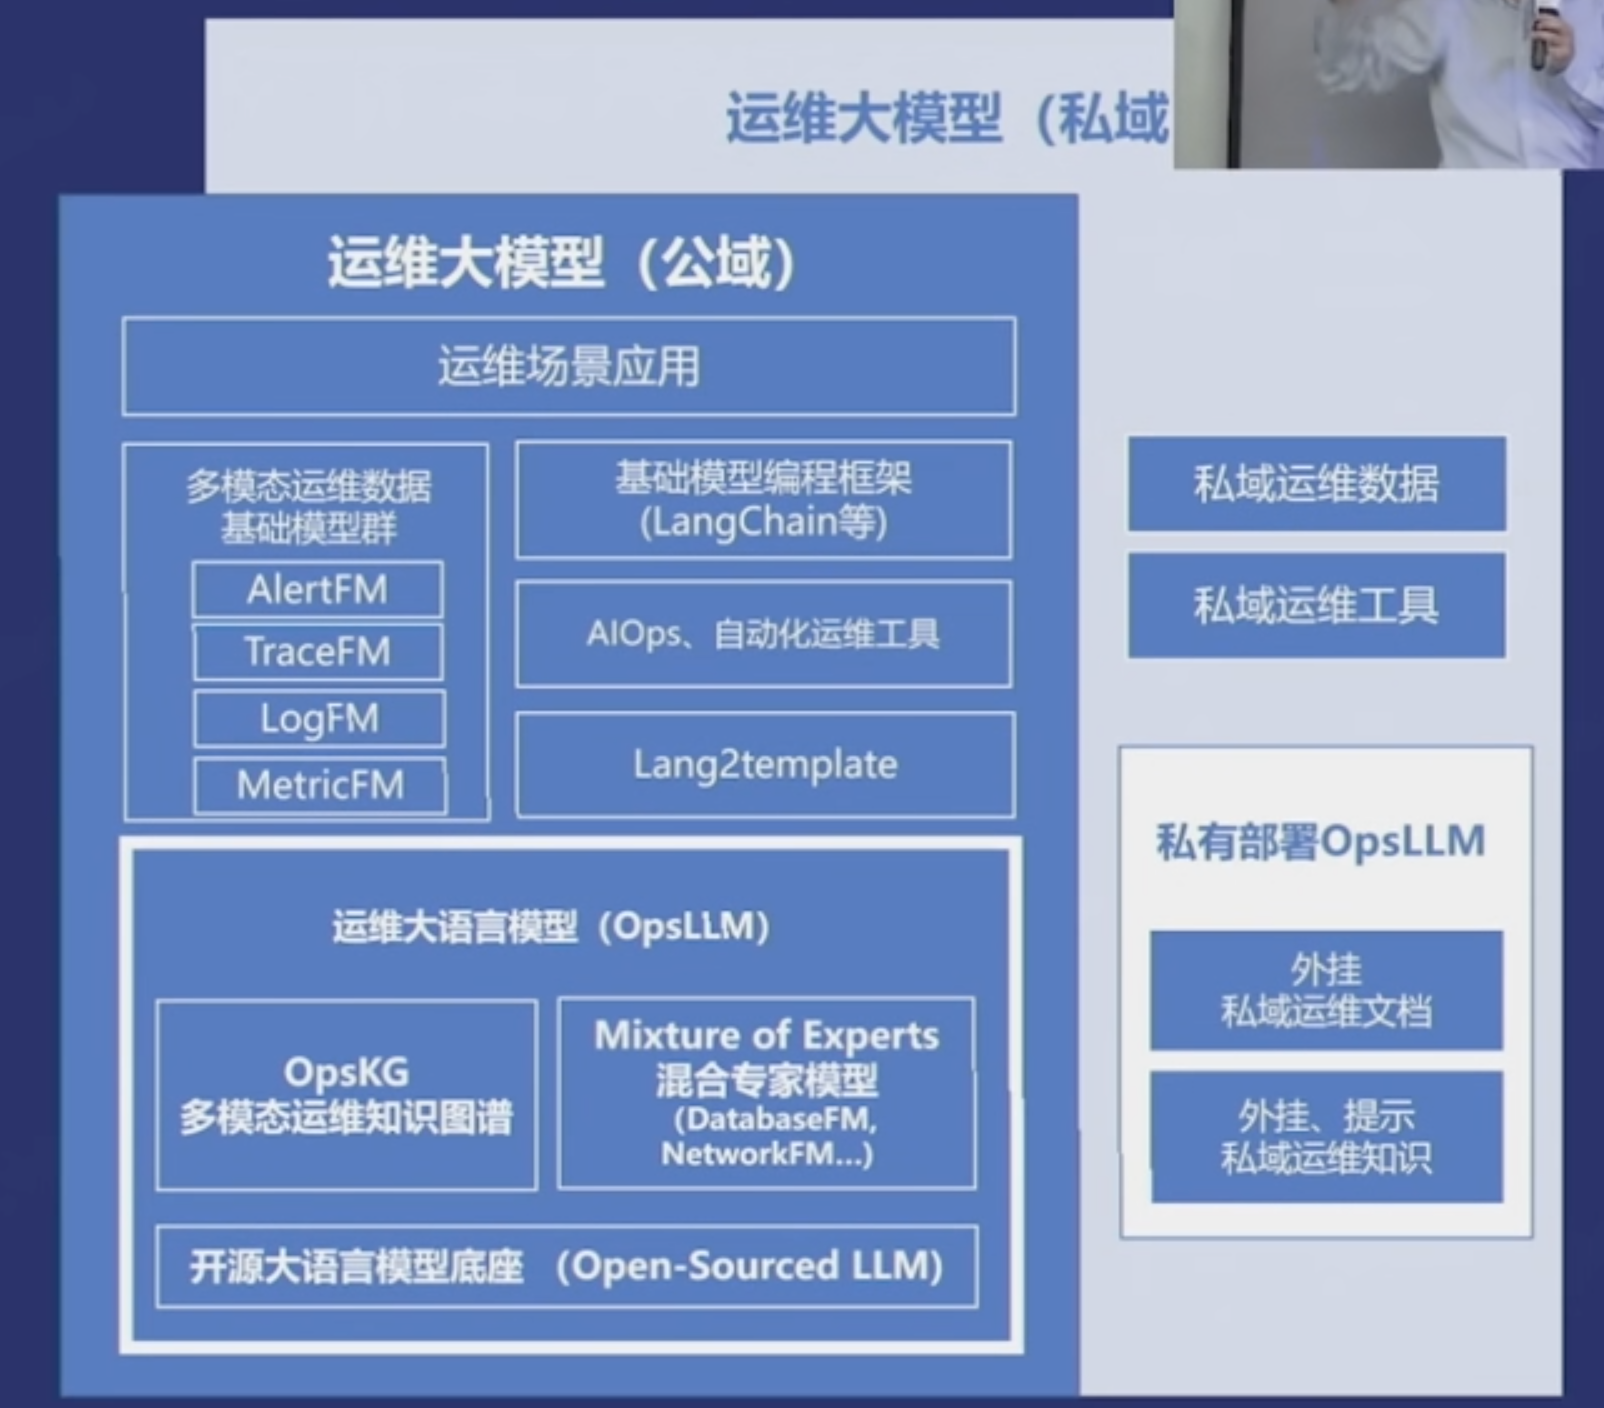 运维大模型（私域
运维大模型（公域）
运维场景应用
多模态运维数据
基础模型群
AlertFM
TraceFM
LogFM
MetricFM
基础模型编程框架
(LangChain等)
AIOps、自动化运维工具
Lang2template
运维大语言模型（OpsLLM）
OpsKG
多模态运维知识图谱
Mixture of Experts
混合专家模型
(DatabaseFM,
NetworkFM...)
开源大语言模型底座 （Open-Sourced LLM）
私域运维数据
私域运维工具
私有部署OpsLLM
外挂
私域运维文档
外挂、提示
私域运维知识